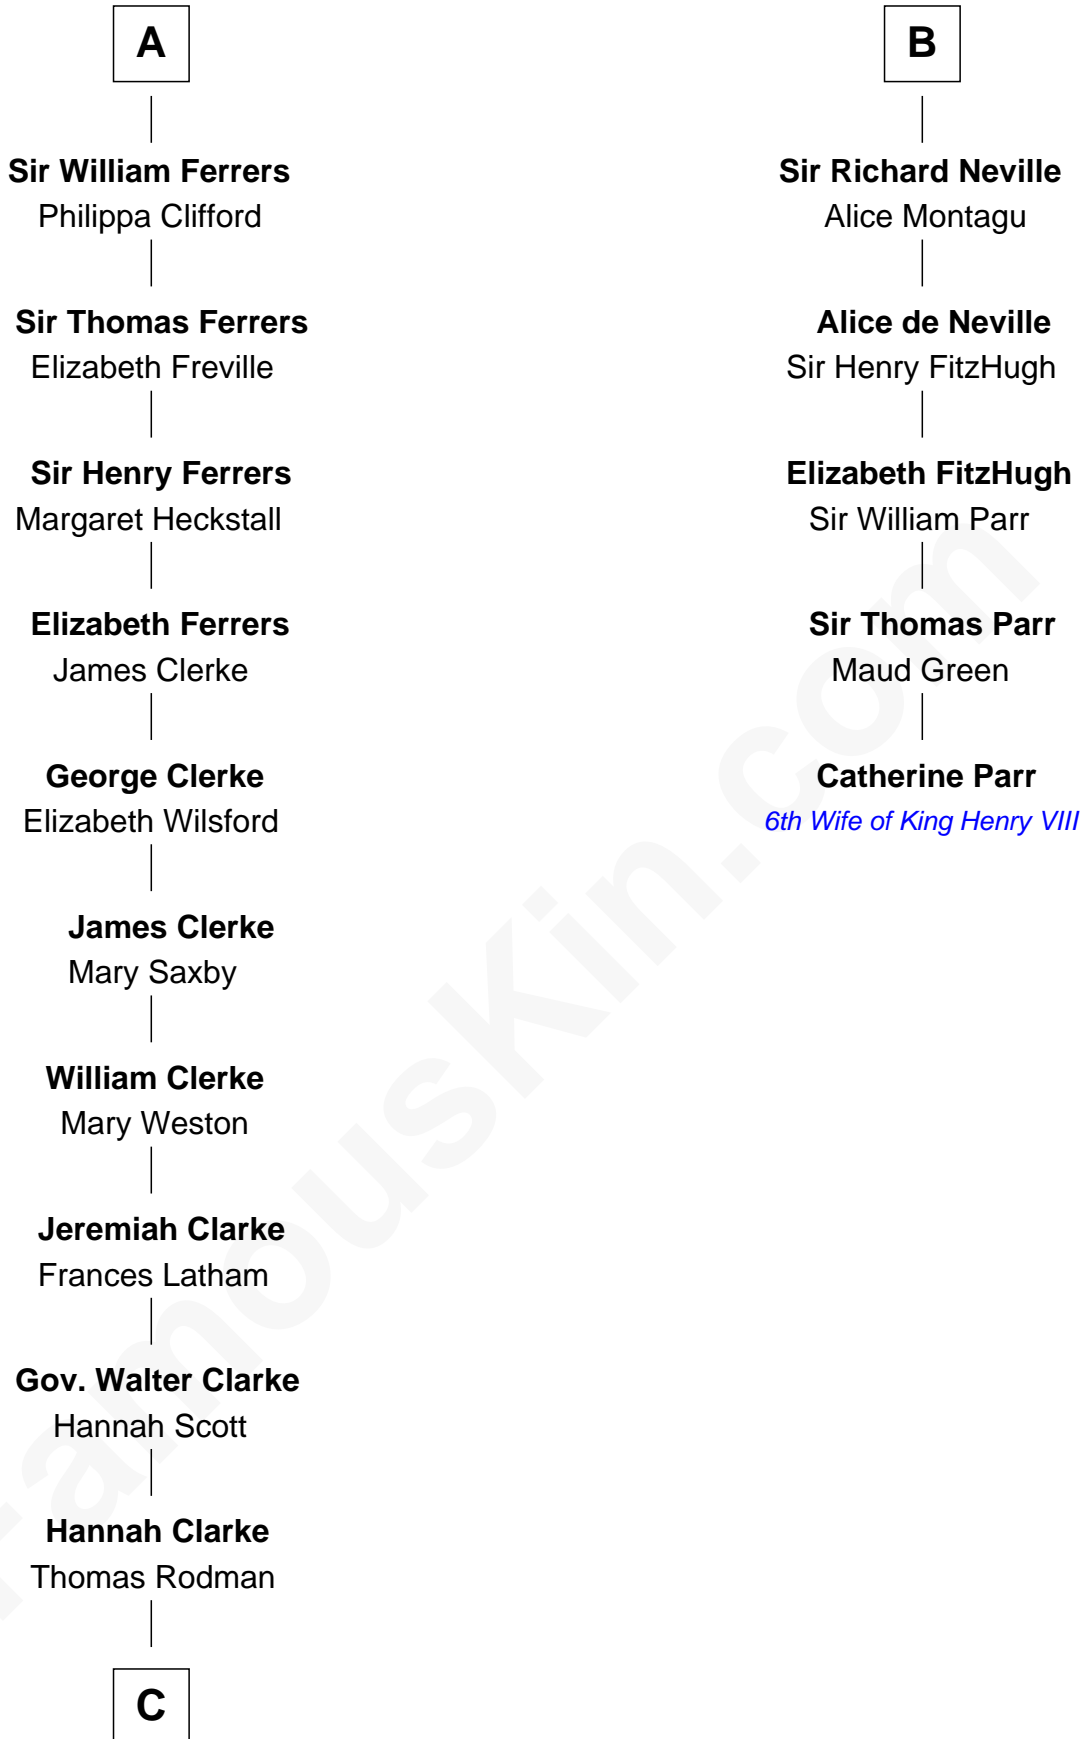 A
Sir William Ferrers
Philippa Clifford
Sir Thomas Ferrers
Elizabeth Freville
Sir Henry Ferrers
Margaret Heckstall
Elizabeth Ferrers
James Clerke
George Clerke
Elizabeth Wilsford
James Clerke
Mary Saxby
William Clerke
Mary Weston
Jeremiah Clarke
Frances Latham
Gov. Walter Clarke
Hannah Scott
Hannah Clarke
Thomas Rodman
C
B
Sir Richard Neville
Alice Montagu
Alice de Neville
Sir Henry FitzHugh
Elizabeth FitzHugh
Sir William Parr
Sir Thomas Parr
Maud Green
Catherine Parr
6th Wife of King Henry VIII
FamousKin.com